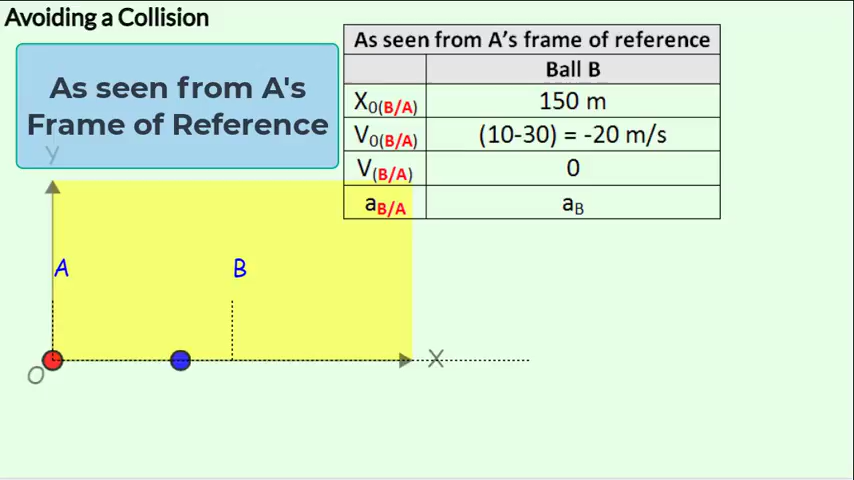 Avoiding a Collision
As seen from A's
Frame of Reference
As seen from A's frame of reference
Ball B
X0(B/A) 150 m
V0(B/A) (10-30) = -20 m/s
V(B/A) 0
aB/A aB
y
A B
O X